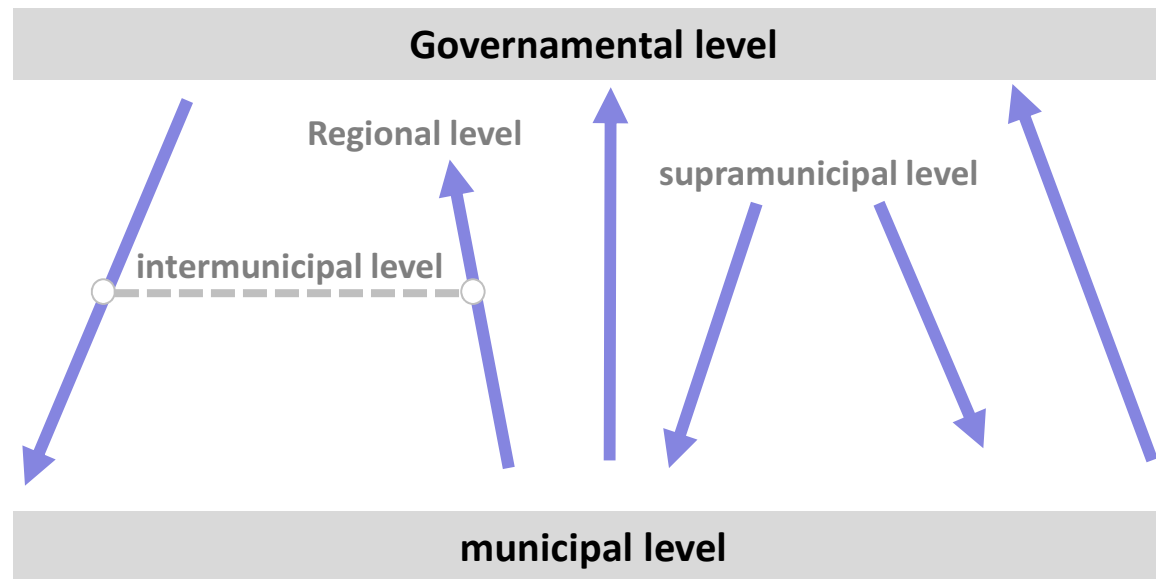 Governamental level
Regional level
supramunicipal level
intermunicipal level
municipal level